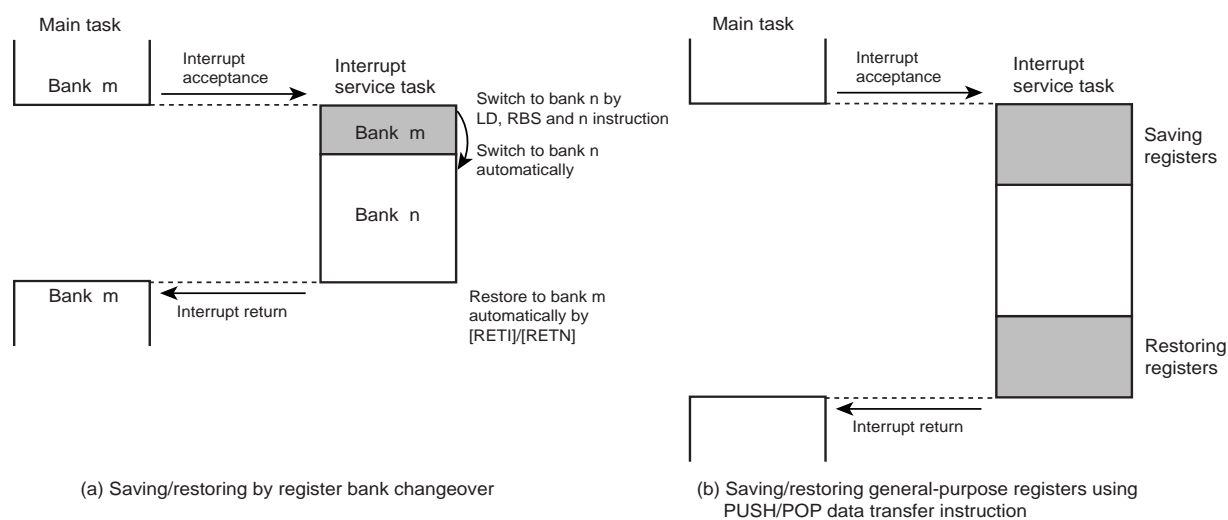 Main task
Bank m
Interrupt
acceptance
Interrupt
service task
Bank m
Switch to bank n by
LD, RBS and n instruction
Switch to bank n
automatically
Bank n
Bank m
Interrupt return
Restore to bank m
automatically by
[RETI]/[RETN]
(a) Saving/restoring by register bank changeover
Main task
Interrupt
acceptance
Interrupt
service task
Saving
registers
Restoring
registers
Interrupt return
(b) Saving/restoring general-purpose registers using
PUSH/POP data transfer instruction